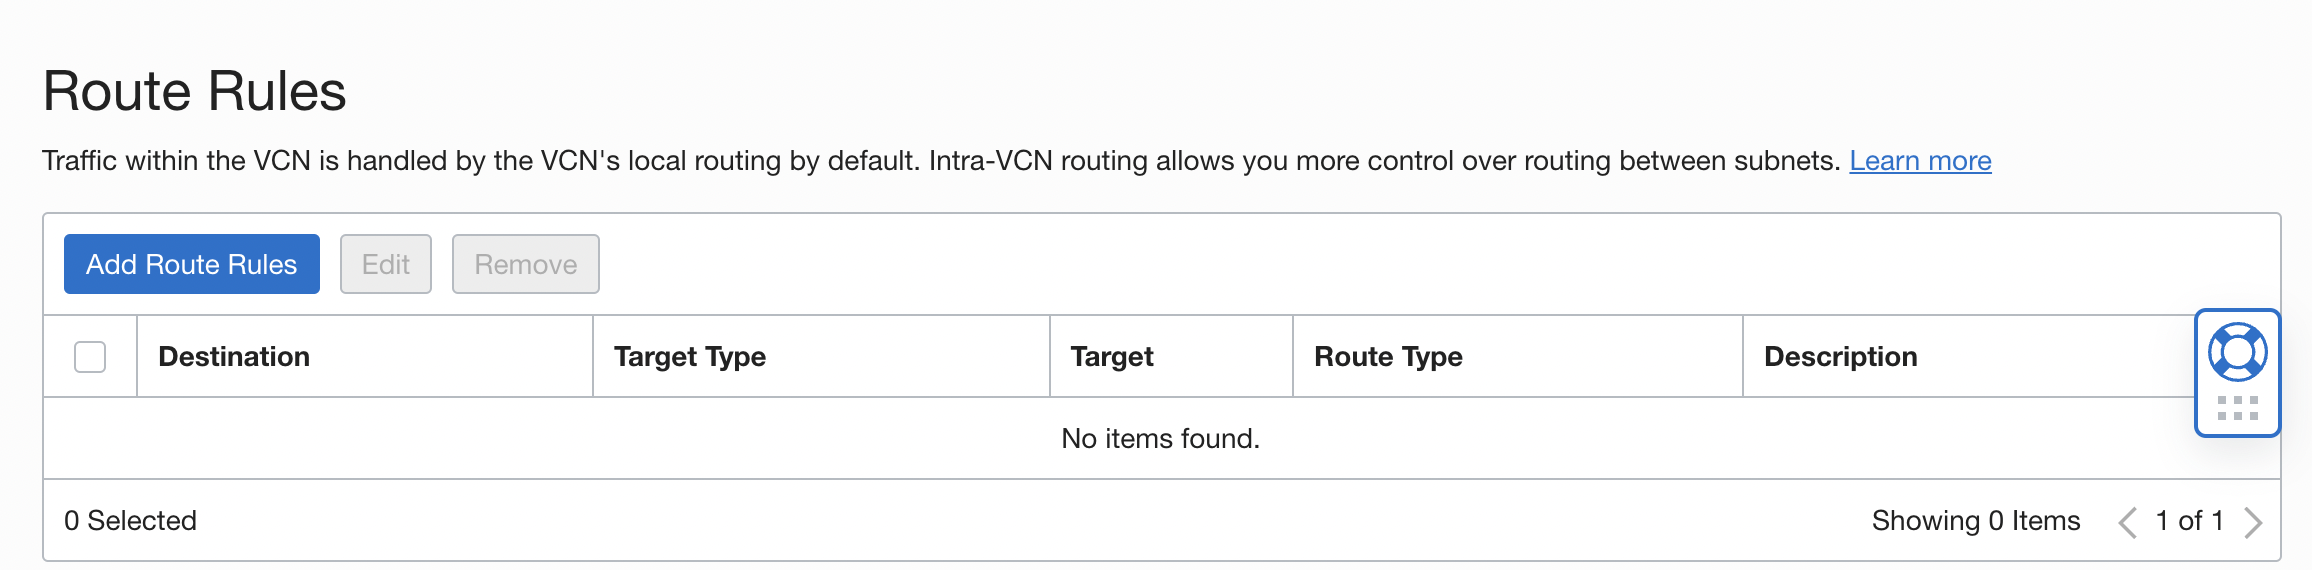 Route Rules
Traffic within the VCN is handled by the VCN's local routing by default. Intra-VCN routing allows you more control over routing between subnets. Learn more
Add Route Rules Edit Remove
Destination Target Type Target Route Type Description
No items found.
0 Selected Showing 0 Items 1 of 1